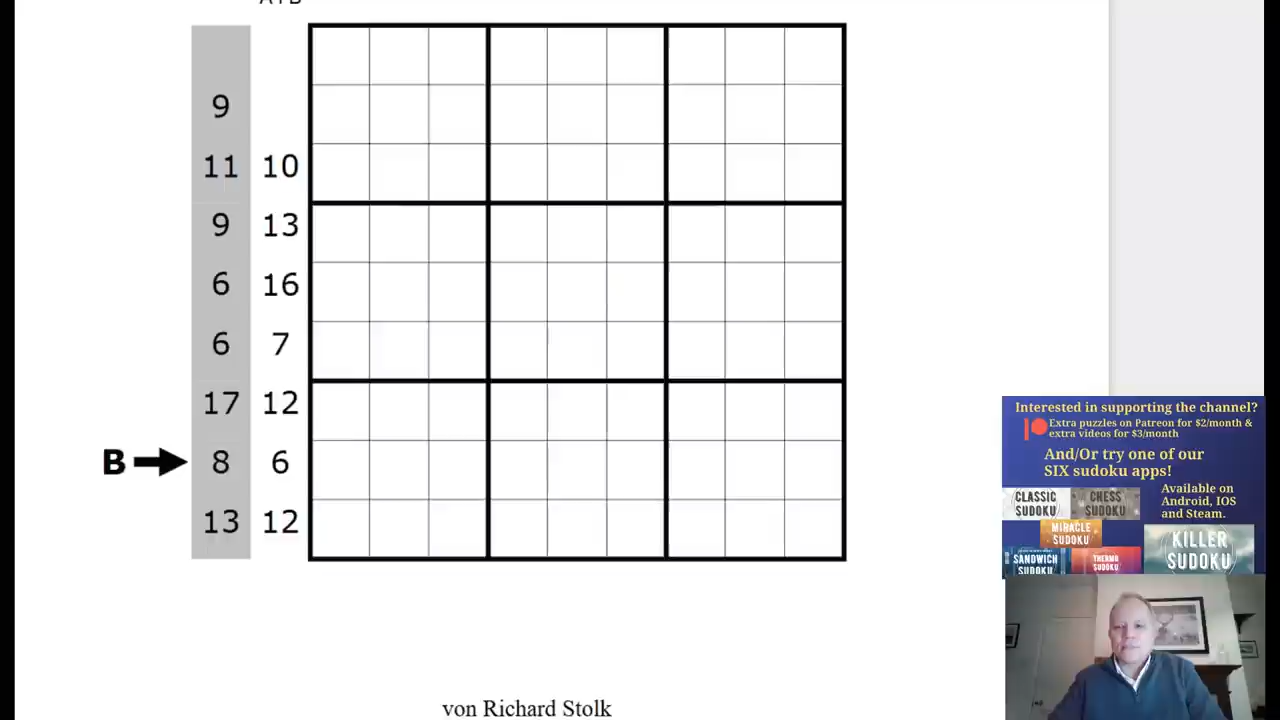 A+B
9
11 10
9 13
6 16
6 7
17 12
B 8 6
13 12
von Richard Stolk
Interested in supporting the channel?
Extra puzzles on Patreon for $2/month &
extra videos for $3/month
And/Or try one of our
SIX sudoku apps!
CLASSIC
SUDOKU
CHESS
SUDOKU
MIRACLE
SUDOKU
SANDWICH
SUDOKU
THERMO
SUDOKU
Available on
Android, IOS
and Steam.
KILLER
SUDOKU